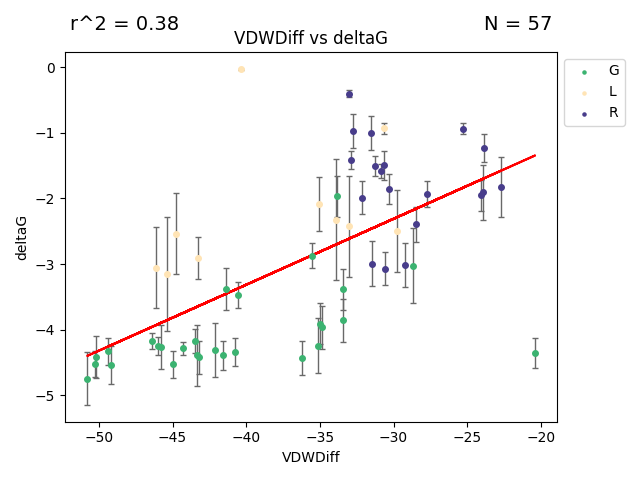 r^2 = 0.38
N = 57
VDWDiff vs deltaG
G
L
R
deltaG
0
−1
−2
−3
−4
−5
−50
−45
−40
−35
−30
−25
−20
VDWDiff